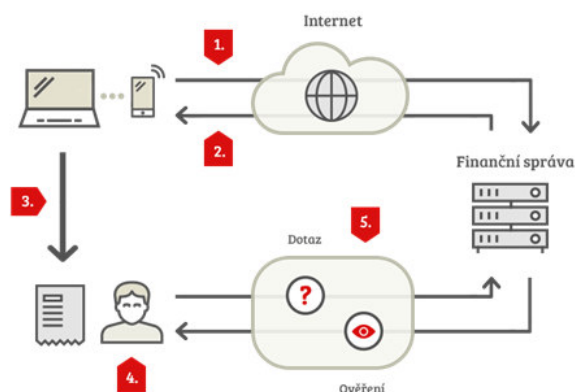 Internet
1.
2.
Finanční správa
3.
5.
Dotaz
?
4.
Ověření